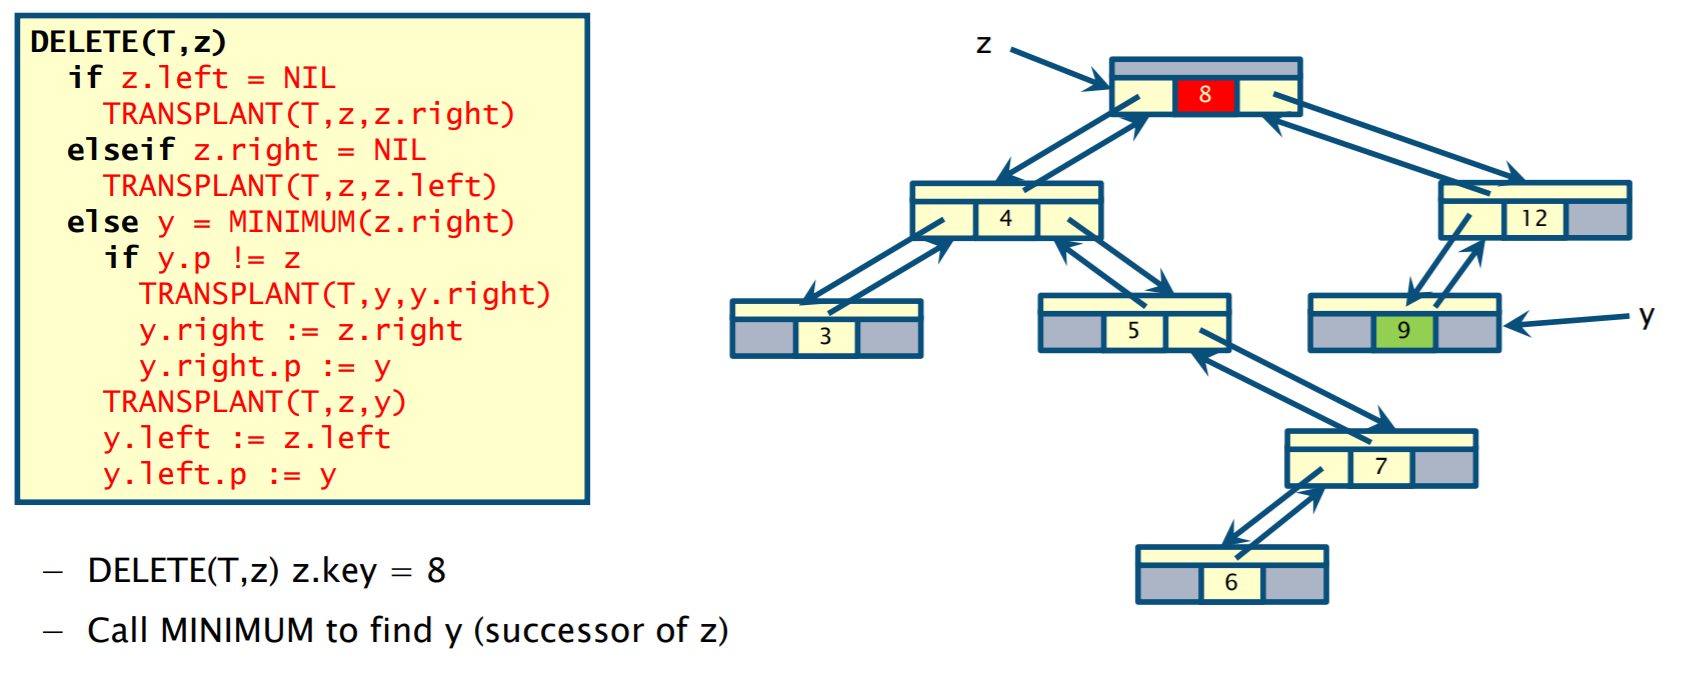 DELETE(T,z)
if z.left = NIL
TRANSPLANT(T,z,z.right)
elseif z.right = NIL
TRANSPLANT(T,z,z.left)
else y = MINIMUM(z.right)
if y.p != z
TRANSPLANT(T,y,y.right)
y.right := z.right
y.right.p := y
TRANSPLANT(T,z,y)
y.left := z.left
y.left.p := y
– DELETE(T,z) z.key = 8
– Call MINIMUM to find y (successor of z)
z
8
4
12
3
5
9
y
7
6